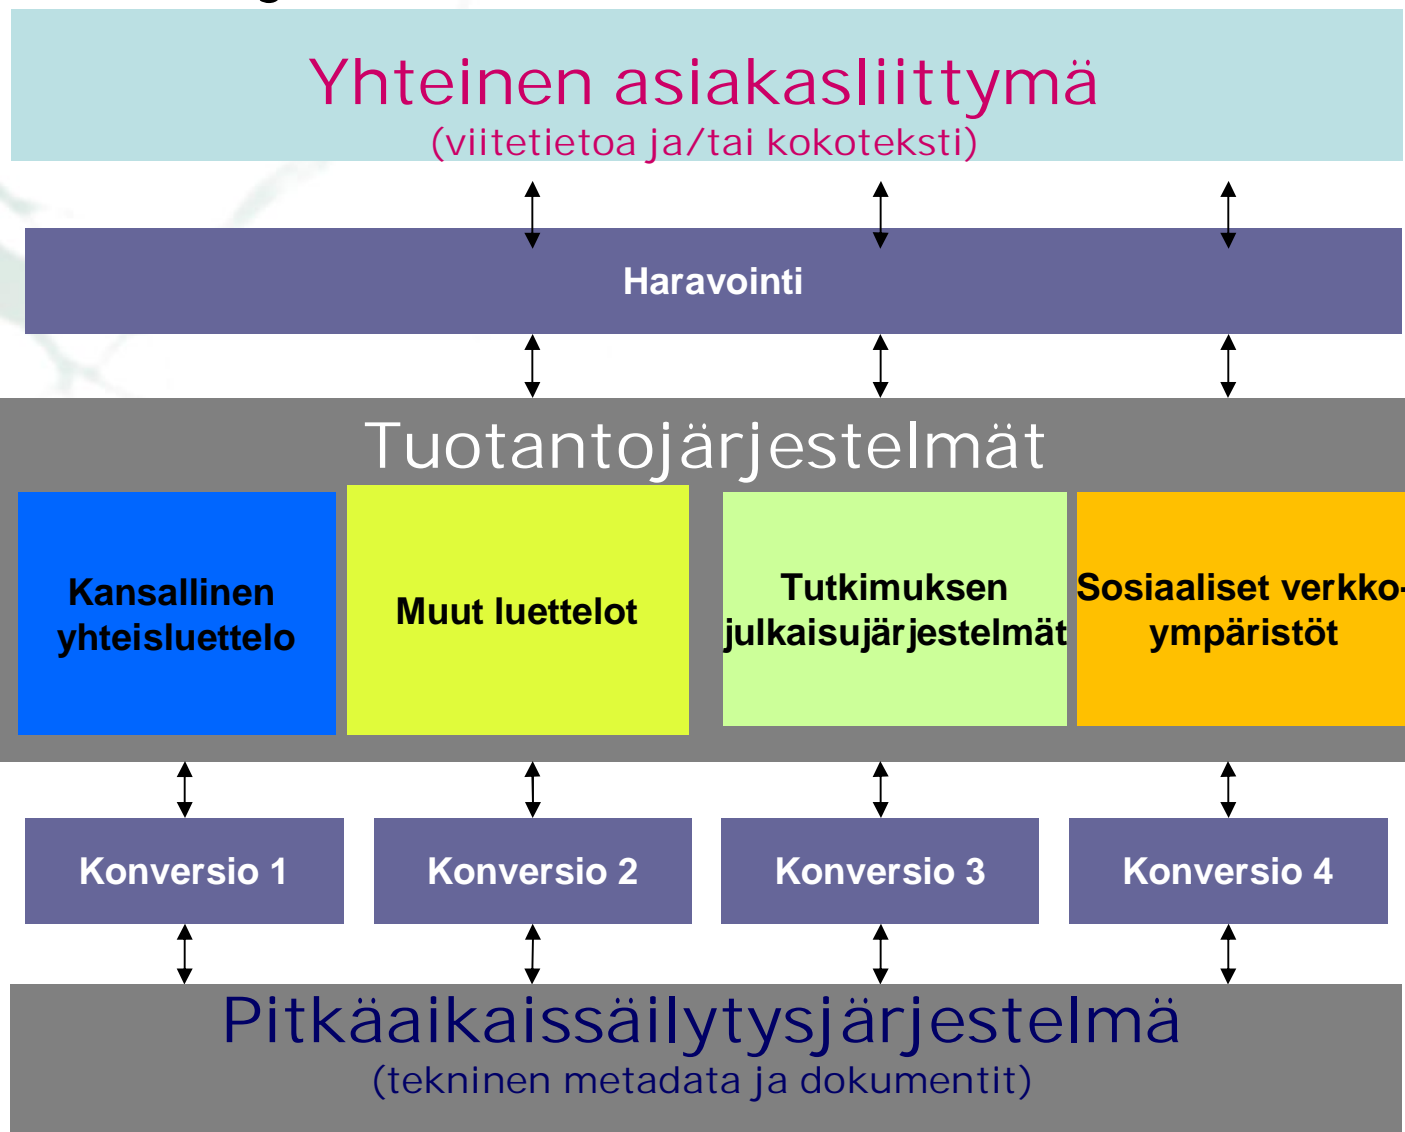 Yhteinen asiakasliittymä
(viitetietoa ja/tai kokoteksti)
Haravointi
Tuotantojärjestelmät
Kansallinen
yhteisluettelo
Muut luettelot
Tutkimuksen
julkaisujärjestelmät
Sosiaaliset verkko-
ympäristöt
Konversio 1
Konversio 2
Konversio 3
Konversio 4
Pitkäaikaissäilytysjärjestelmä
(tekninen metadata ja dokumentit)